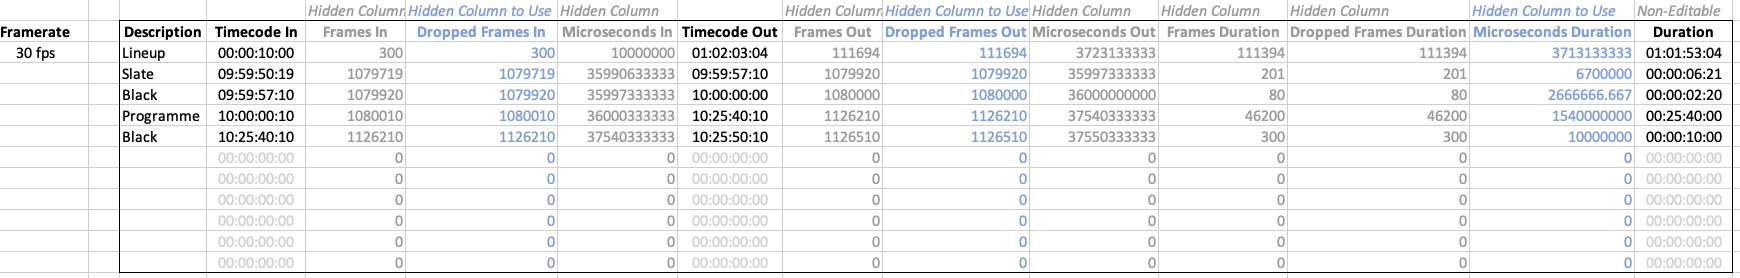 Hidden Column Hidden Column to Use Hidden Column Hidden Column Hidden Column to Use Hidden Column Hidden Column Hidden Column Hidden Column to Use Non-Editable
Framerate Description Timecode In Frames In Dropped Frames In Microseconds In Timecode Out Frames Out Dropped Frames Out Microseconds Out Frames Duration Dropped Frames Duration Microseconds Duration Duration
30 fps Lineup 00:00:10:00 300 300 10000000 01:02:03:04 111694 111694 3723133333 111394 111394 3713133333 01:01:53:04
Slate 09:59:50:19 1079719 1079719 35990633333 09:59:57:10 1079920 1079920 35997333333 201 201 6700000 00:00:06:21
Black 09:59:57:10 1079920 1079920 35997333333 10:00:00:00 1080000 1080000 36000000000 80 80 2666666.667 00:00:02:20
Programme 10:00:00:10 1080010 1080010 36000333333 10:25:40:10 1126210 1126210 37540333333 46200 46200 1540000000 00:25:40:00
Black 10:25:40:10 1126210 1126210 37540333333 10:25:50:10 1126510 1126510 37550333333 300 300 10000000 00:00:10:00
00:00:00:00 0 0 0 00:00:00:00 0 0 0 0 0 0 00:00:00:00
00:00:00:00 0 0 0 00:00:00:00 0 0 0 0 0 0 00:00:00:00
00:00:00:00 0 0 0 00:00:00:00 0 0 0 0 0 0 00:00:00:00
00:00:00:00 0 0 0 00:00:00:00 0 0 0 0 0 0 00:00:00:00
00:00:00:00 0 0 0 00:00:00:00 0 0 0 0 0 0 00:00:00:00
00:00:00:00 0 0 0 00:00:00:00 0 0 0 0 0 0 00:00:00:00